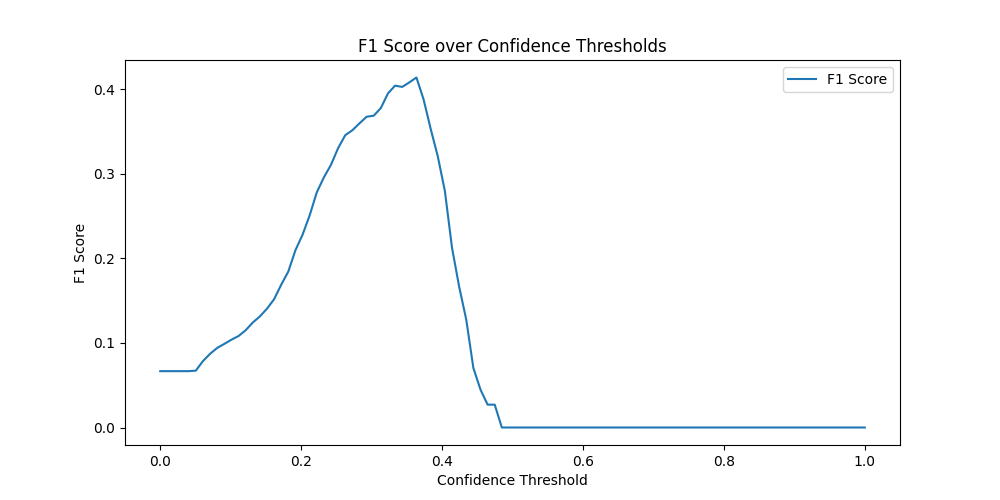 F1 Score over Confidence Thresholds
F1 Score
0.4
0.3
0.2
0.1
0.0
F1 Score
0.0 0.2 0.4 0.6 0.8 1.0
Confidence Threshold